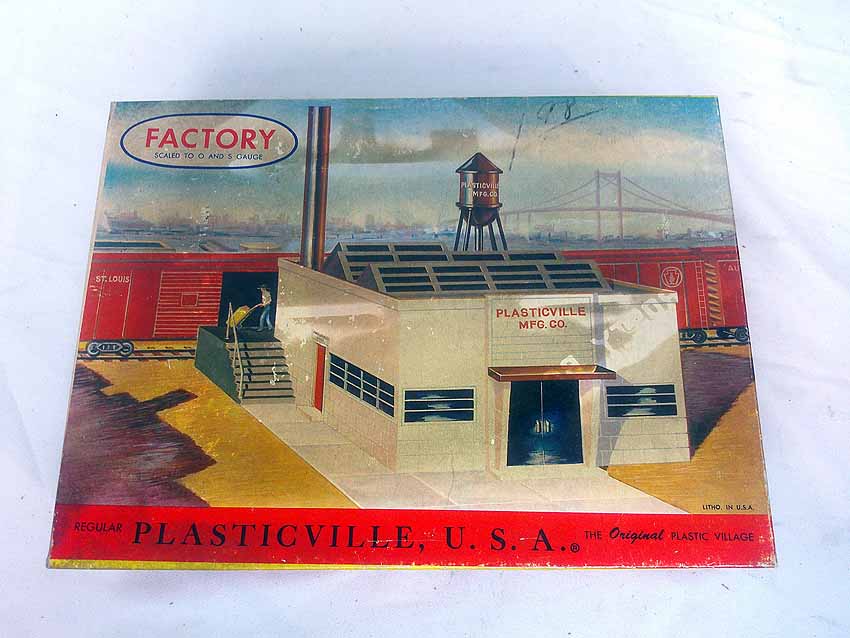 FACTORY
SCALED TO O AND S GAUGE
198
PLASTICVILLE
MFG. CO.
ST. LOUIS
PLASTICVILLE
MFG. CO.
LITHO. IN U.S.A.
REGULAR PLASTICVILLE, U. S. A.® THE Original PLASTIC VILLAGE